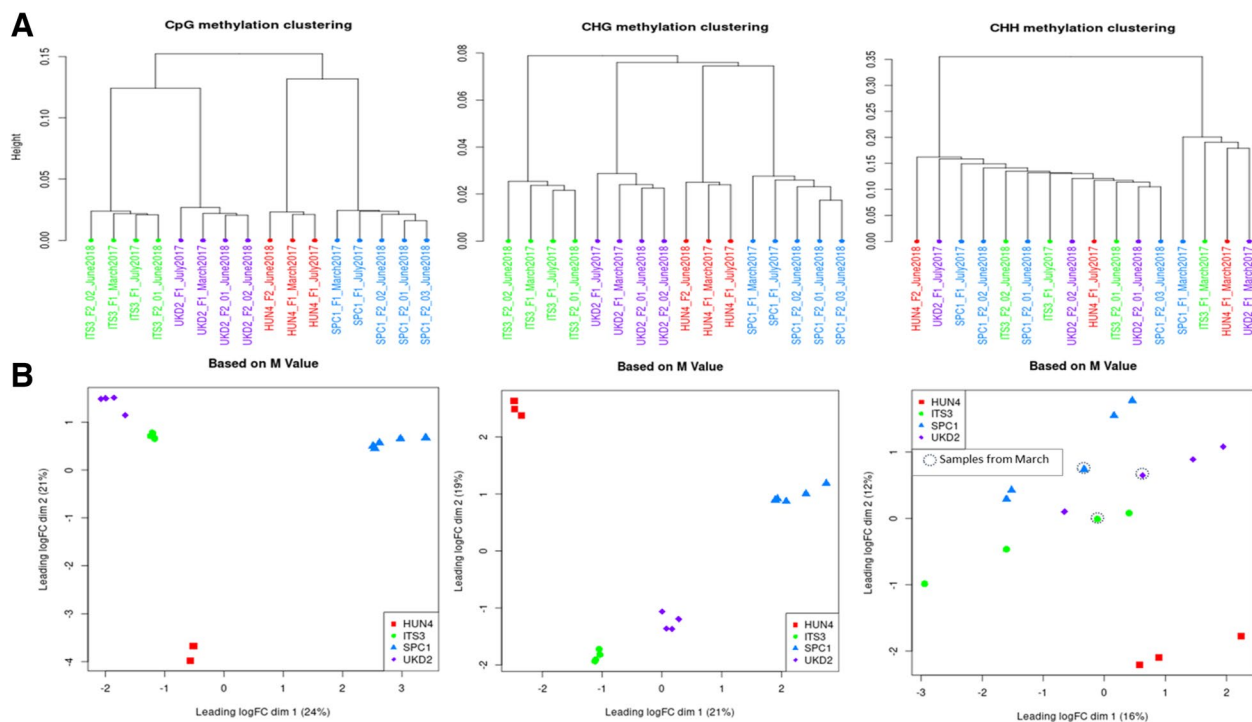 A
CpG methylation clustering
CHG methylation clustering
CHH methylation clustering
Height
0.00
0.05
0.10
0.15
0.00
0.02
0.04
0.06
0.08
0.00
0.05
0.10
0.15
0.20
0.25
0.30
0.35
ITS3_F2_02_June2018
ITS3_F1_March2017
ITS3_F1_July2017
ITS3_F2_01_June2018
UKD2_F1_July2017
UKD2_F1_March2017
UKD2_F2_01_June2018
UKD2_F2_02_June2018
HUN4_F2_June2018
HUN4_F1_March2017
HUN4_F1_July2017
SPC1_F1_March2017
SPC1_F1_July2017
SPC1_F2_02_June2018
SPC1_F2_01_June2018
SPC1_F2_03_June2018
ITS3_F2_02_June2018
ITS3_F1_March2017
ITS3_F1_July2017
ITS3_F2_02_June2018
UKD2_F1_July2017
UKD2_F1_March2017
UKD2_F2_01_June2018
UKD2_F2_02_June2018
HUN4_F2_June2018
HUN4_F1_March2017
HUN4_F1_July2017
SPC1_F1_March2017
SPC1_F1_July2017
SPC1_F2_02_June2018
SPC1_F2_01_June2018
SPC1_F2_03_June2018
HUN4_F2_June2018
UKD2_F1_July2017
SPC1_F1_July2017
SPC1_F2_02_June2018
ITS3_F2_02_June2018
SPC1_F2_01_June2018
ITS3_F1_July2017
UKD2_F2_02_June2018
HUN4_F1_July2017
ITS3_F2_01_June2018
UKD2_F2_01_June2018
SPC1_F2_03_June2018
SPC1_F1_March2017
ITS3_F1_March2017
HUN4_F1_March2017
UKD2_F1_March2017
B
Based on M Value
Based on M Value
Based on M Value
Leading logFC dim 2 (21%)
1
0
-1
-2
-3
-4
-2
-1
0
1
2
3
Leading logFC dim 1 (24%)
HUN4
ITS3
SPC1
UKD2
Leading logFC dim 2 (19%)
2
1
0
-1
-2
-2
-1
0
1
2
Leading logFC dim 1 (21%)
HUN4
ITS3
SPC1
UKD2
HUN4
ITS3
SPC1
UKD2
Samples from March
Leading logFC dim 2 (12%)
1
0
-1
-2
-3
-2
-1
0
1
2
Leading logFC dim 1 (16%)